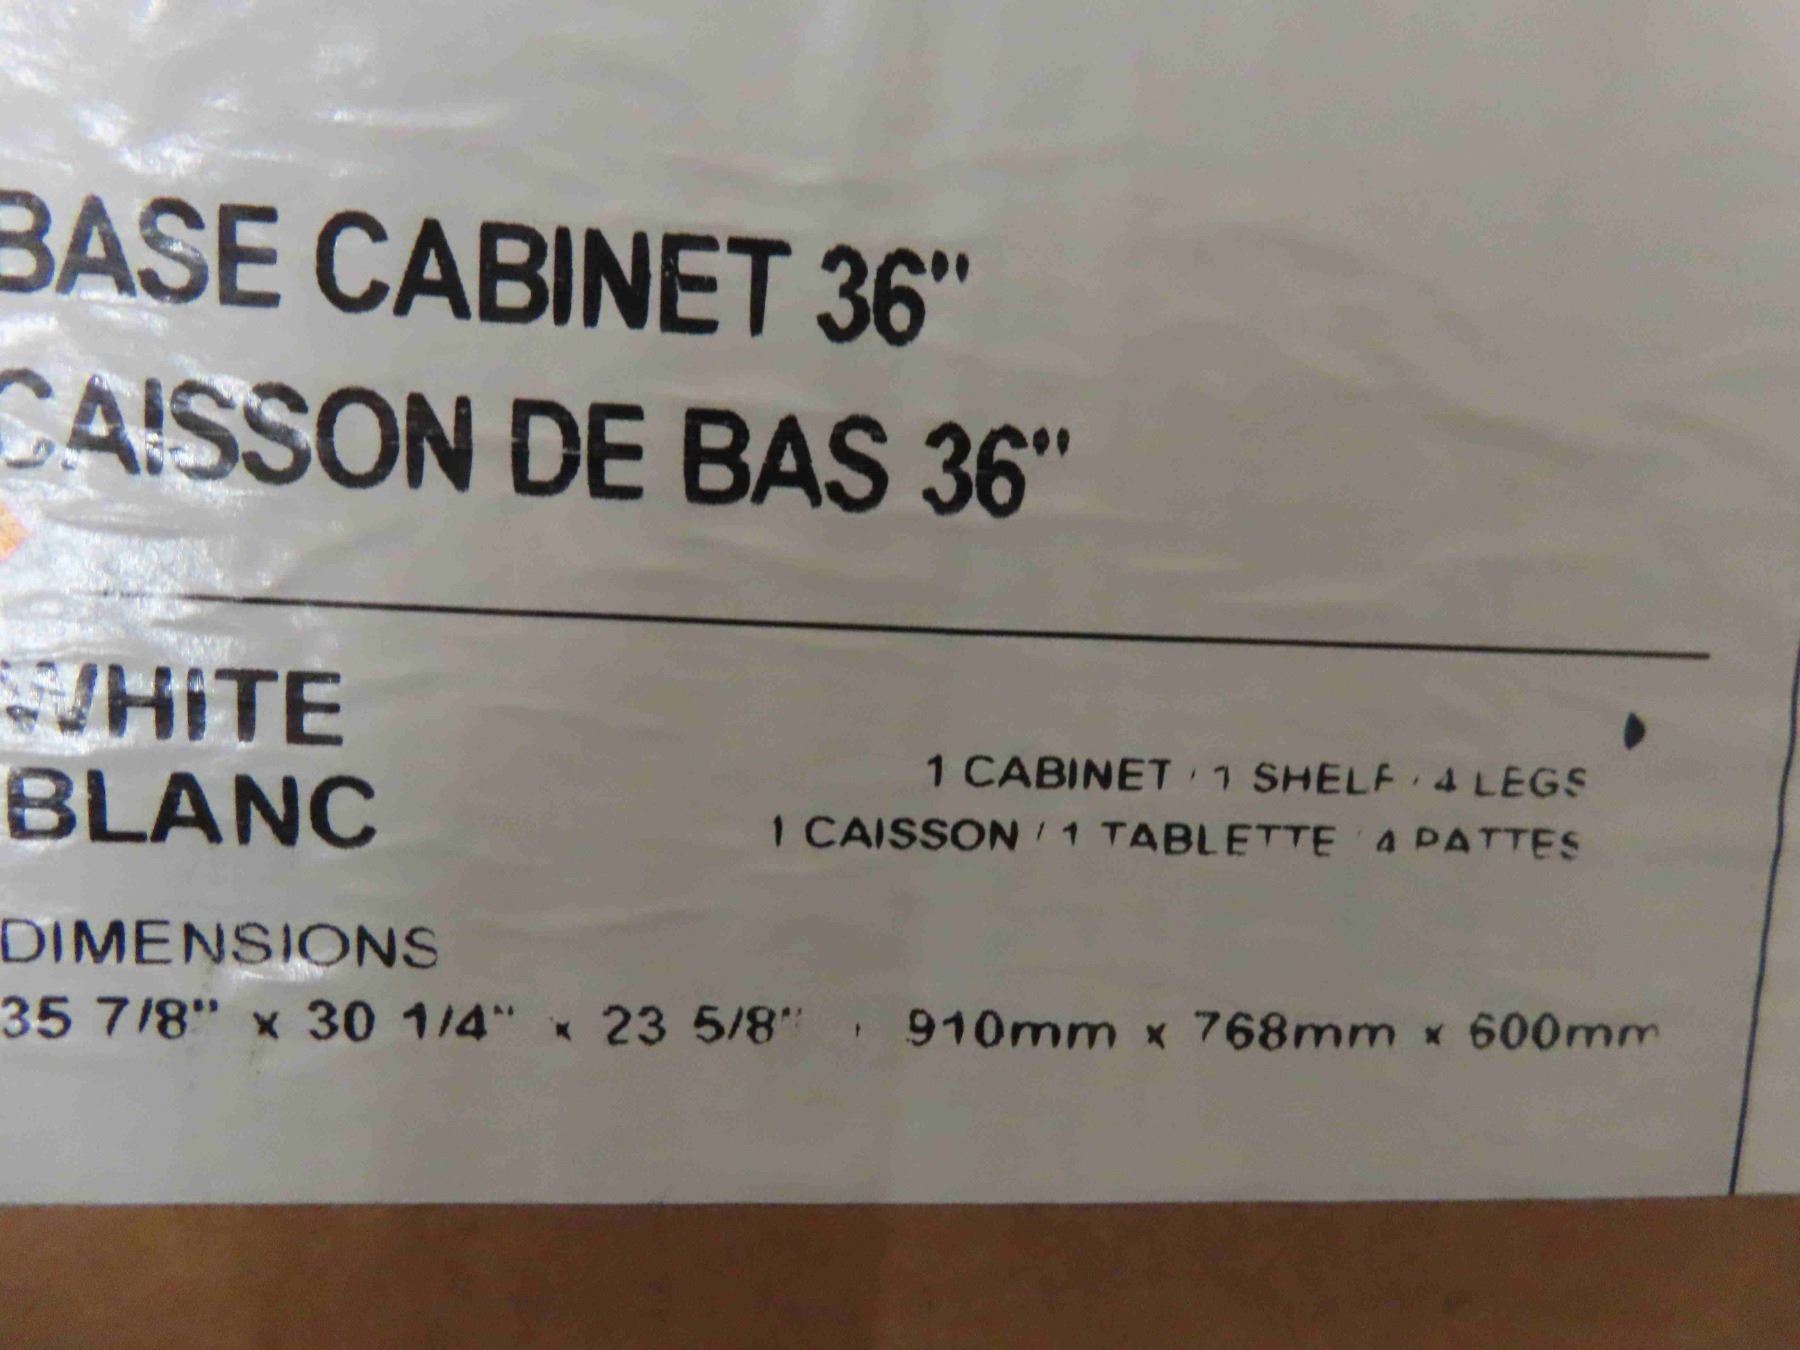 BASE CABINET 36"
CAISSON DE BAS 36"
WHITE
BLANC
1 CABINET / 1 SHELF / 4 LEGS
1 CAISSON / 1 TABLETTE / 4 PATTES
DIMENSIONS
35 7/8" x 30 1/4" x 23 5/8" / 910mm x 768mm x 600mm